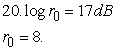 20.log r₀ = 17dB
r₀ = 8.